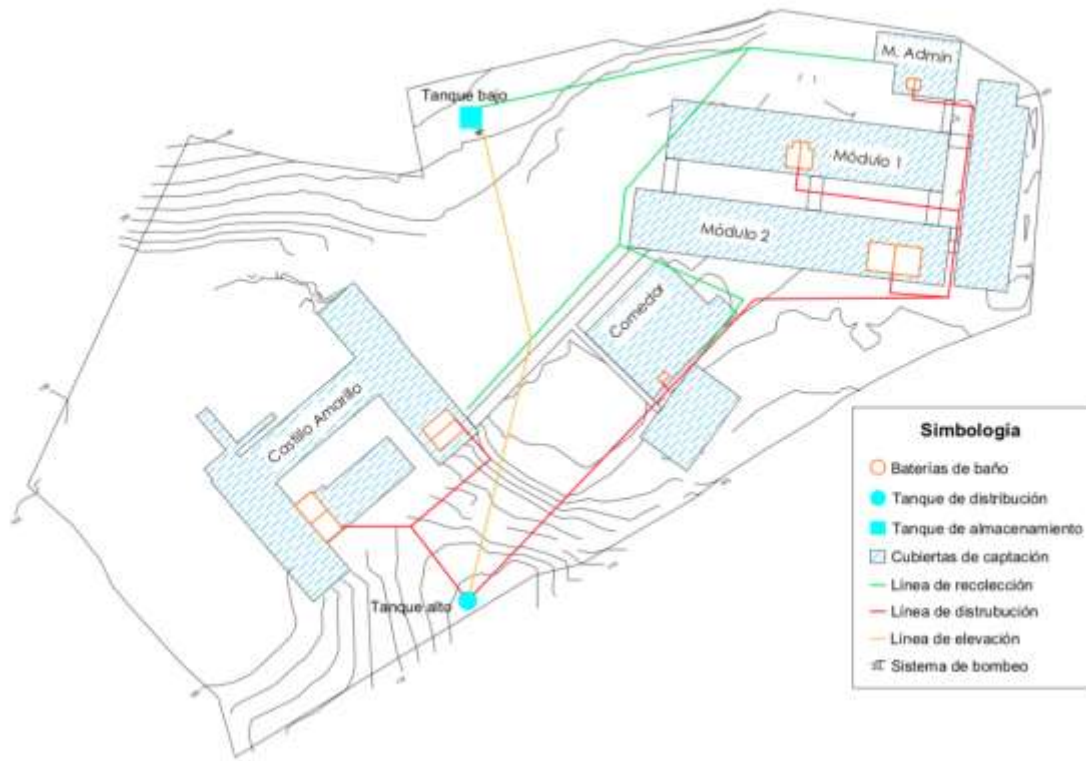 M. Admin
Tanque bajo
Módulo 1
Módulo 2
Comedor
Castillo Amarillo
Tanque alto
Simbología
Baterías de baño
Tanque de distribución
Tanque de almacenamiento
Cubiertas de captación
Línea de recolección
Línea de distrubución
Línea de elevación
Sistema de bombeo